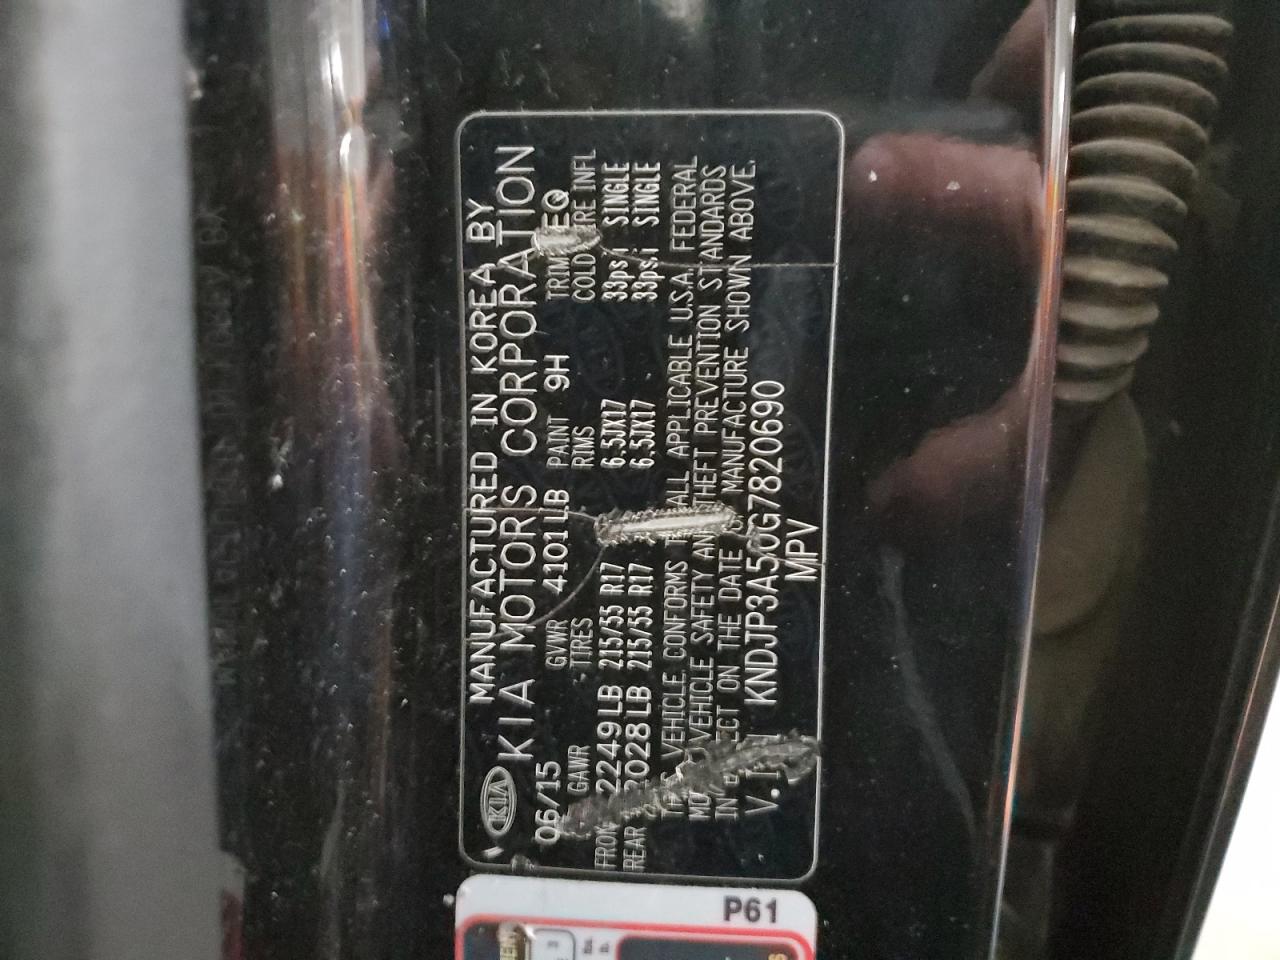 KIA
MANUFACTURED IN KOREA BY
KIA MOTORS CORPORATION
06/15 GVWR 4101LB PAINT 9H TRIM EQ
GAWR TIRES RIMS COLD TIRE INFL
FRONT 2249LB 215/55 R17 6.5JX17 33psi SINGLE
REAR 2028LB 215/55 R17 6.5JX17 33psi SINGLE
THIS VEHICLE CONFORMS TO ALL APPLICABLE U.S.A. FEDERAL
MOTOR VEHICLE SAFETY AND THEFT PREVENTION STANDARDS
IN EFFECT ON THE DATE OF MANUFACTURE SHOWN ABOVE.
V.I.N KNDJP3A50G7820690
MPV
P61